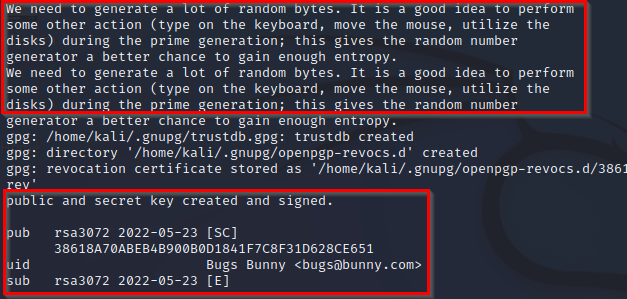 We need to generate a lot of random bytes. It is a good idea to perform
some other action (type on the keyboard, move the mouse, utilize the
disks) during the prime generation; this gives the random number
generator a better chance to gain enough entropy.
We need to generate a lot of random bytes. It is a good idea to perform
some other action (type on the keyboard, move the mouse, utilize the
disks) during the prime generation; this gives the random number
generator a better chance to gain enough entropy.
gpg: /home/kali/.gnupg/trustdb.gpg: trustdb created
gpg: directory '/home/kali/.gnupg/openpgp-revocs.d' created
gpg: revocation certificate stored as '/home/kali/.gnupg/openpgp-revocs.d/3861
rev'
public and secret key created and signed.
pub rsa3072 2022-05-23 [SC]
38618A70ABEB4B900B0D1841F7C8F31D628CE651
uid Bugs Bunny <bugs@bunny.com>
sub rsa3072 2022-05-23 [E]